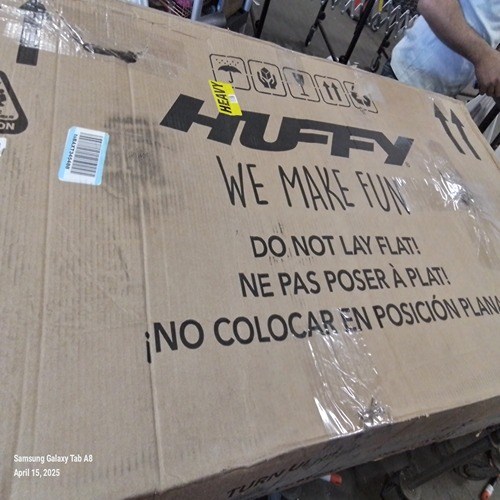 HEAVY
HUFFY
WE MAKE FUN
DO NOT LAY FLAT!
NE PAS POSER À PLAT!
¡NO COLOCAR EN POSICIÓN PLANA
TURN
Samsung Galaxy Tab A8
April 15, 2025